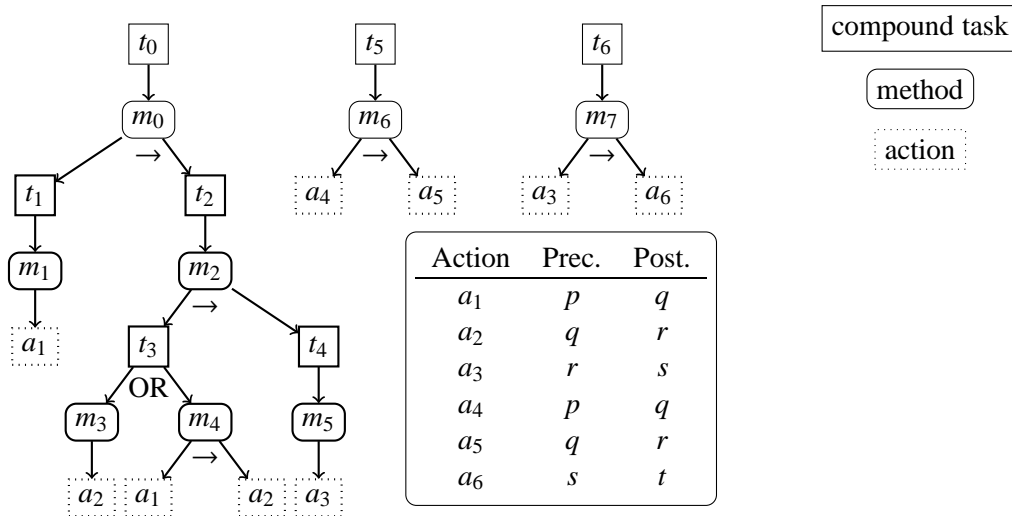 t₀ t₅ t₆ compound task
m₀ m₆ m₇ method
→ → →
action
t₁ t₂ a₄ a₅ a₃ a₆
m₁ m₂
→
a₁ t₃ t₄
OR
m₃ m₄ m₅
→
a₂ a₁ a₂ a₃
Action Prec. Post.
a₁ p q
a₂ q r
a₃ r s
a₄ p q
a₅ q r
a₆ s t